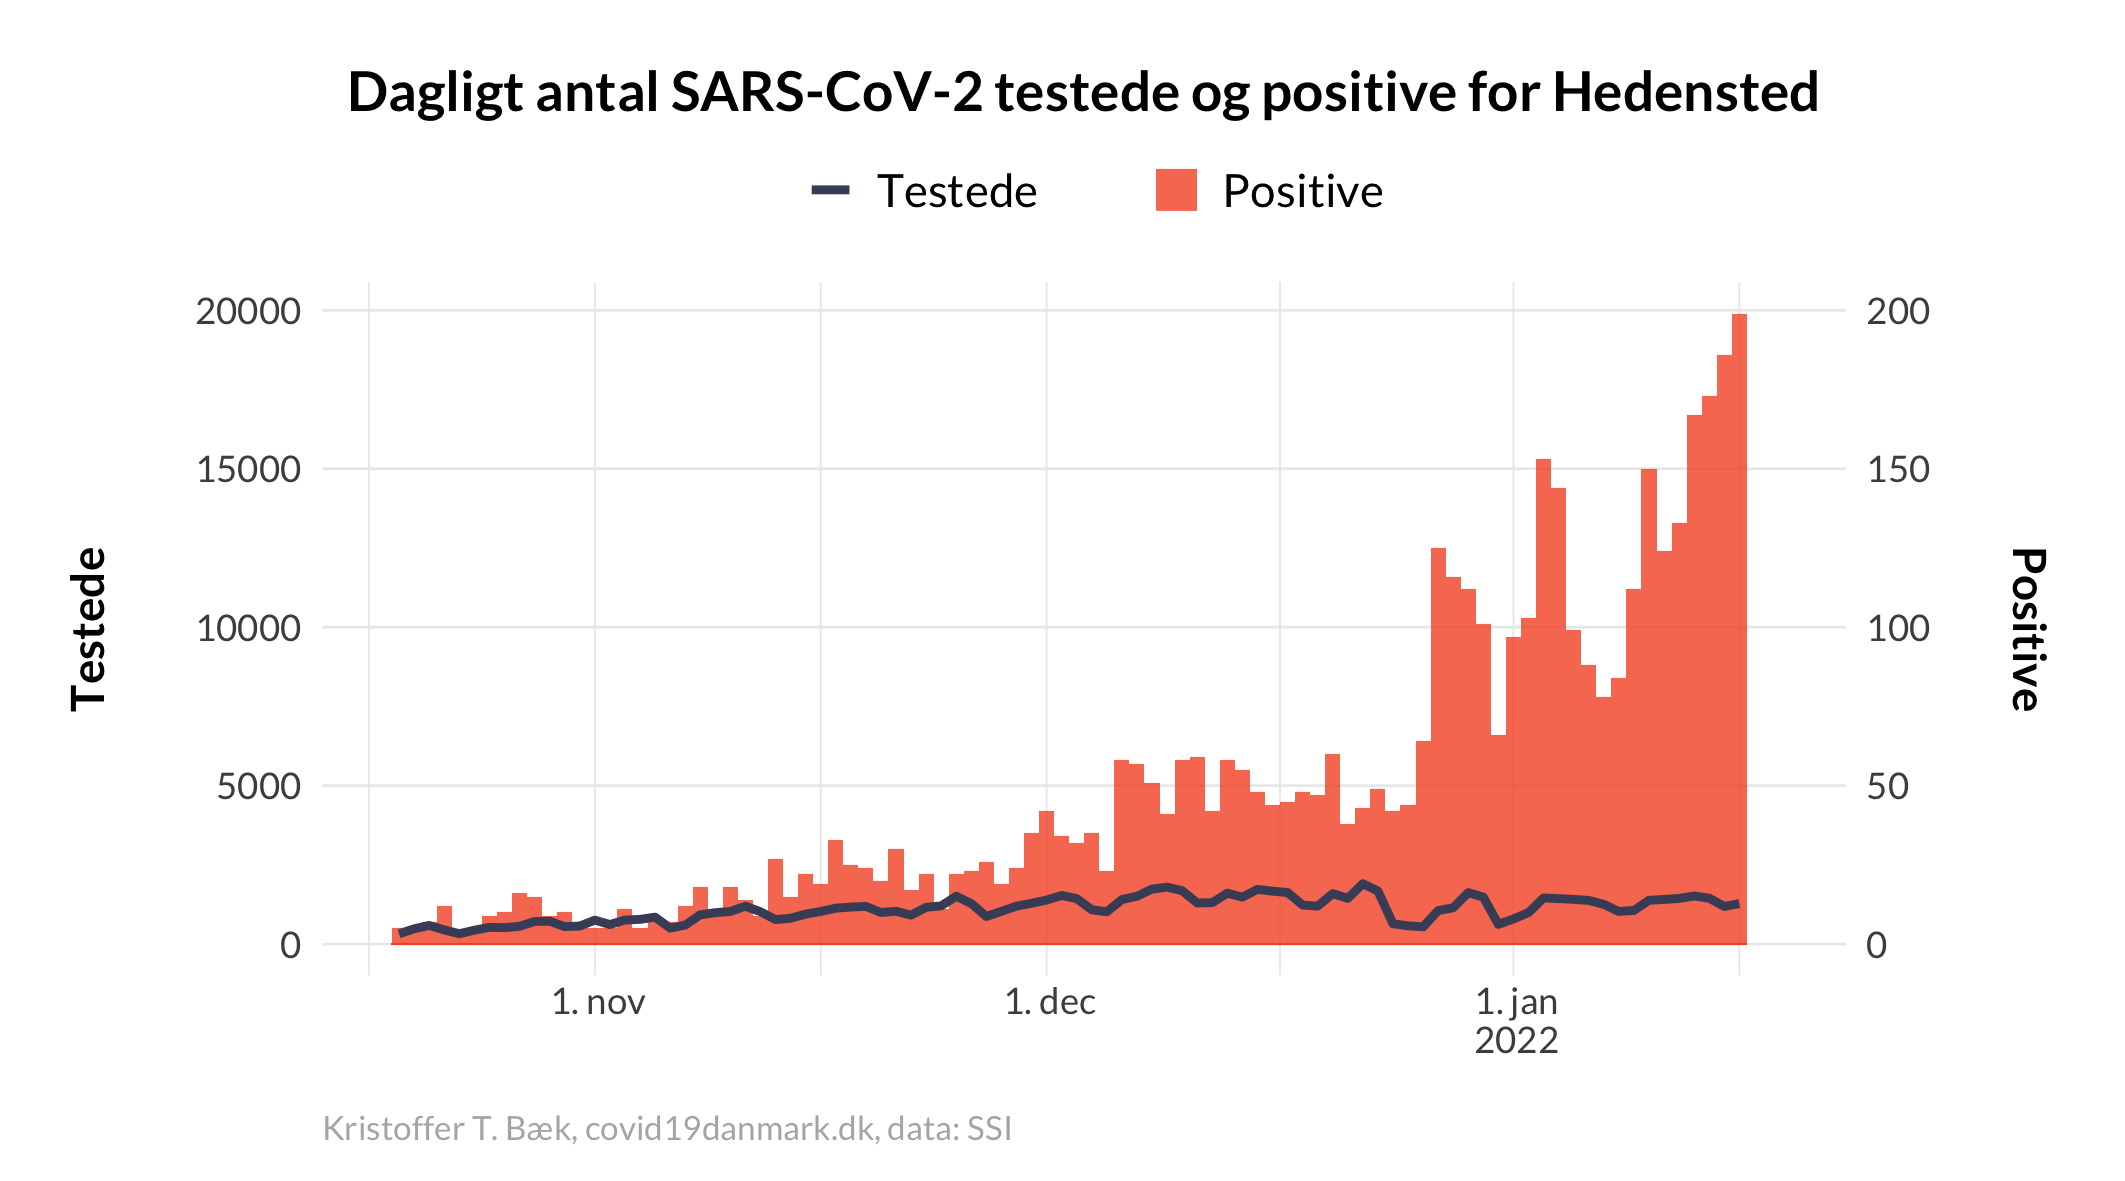 Dagligt antal SARS-CoV-2 testede og positive for Hedensted
Testede
Positive
20000
15000
10000
5000
0
Testede
200
150
100
50
0
Positive
1. nov
1. dec
1. jan
2022
Kristoffer T. Bæk, covid19danmark.dk, data: SSI